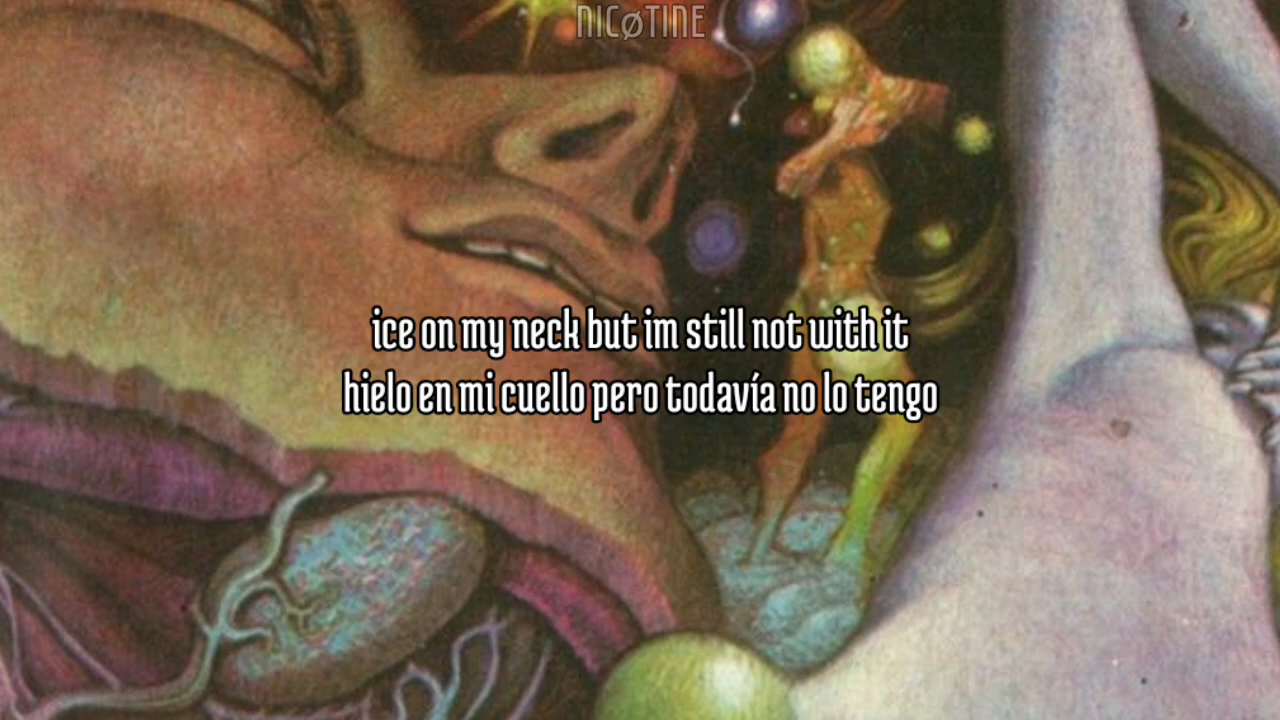 NICØTINE
ice on my neck but im still not with it
hielo en mi cuello pero todavía no lo tengo